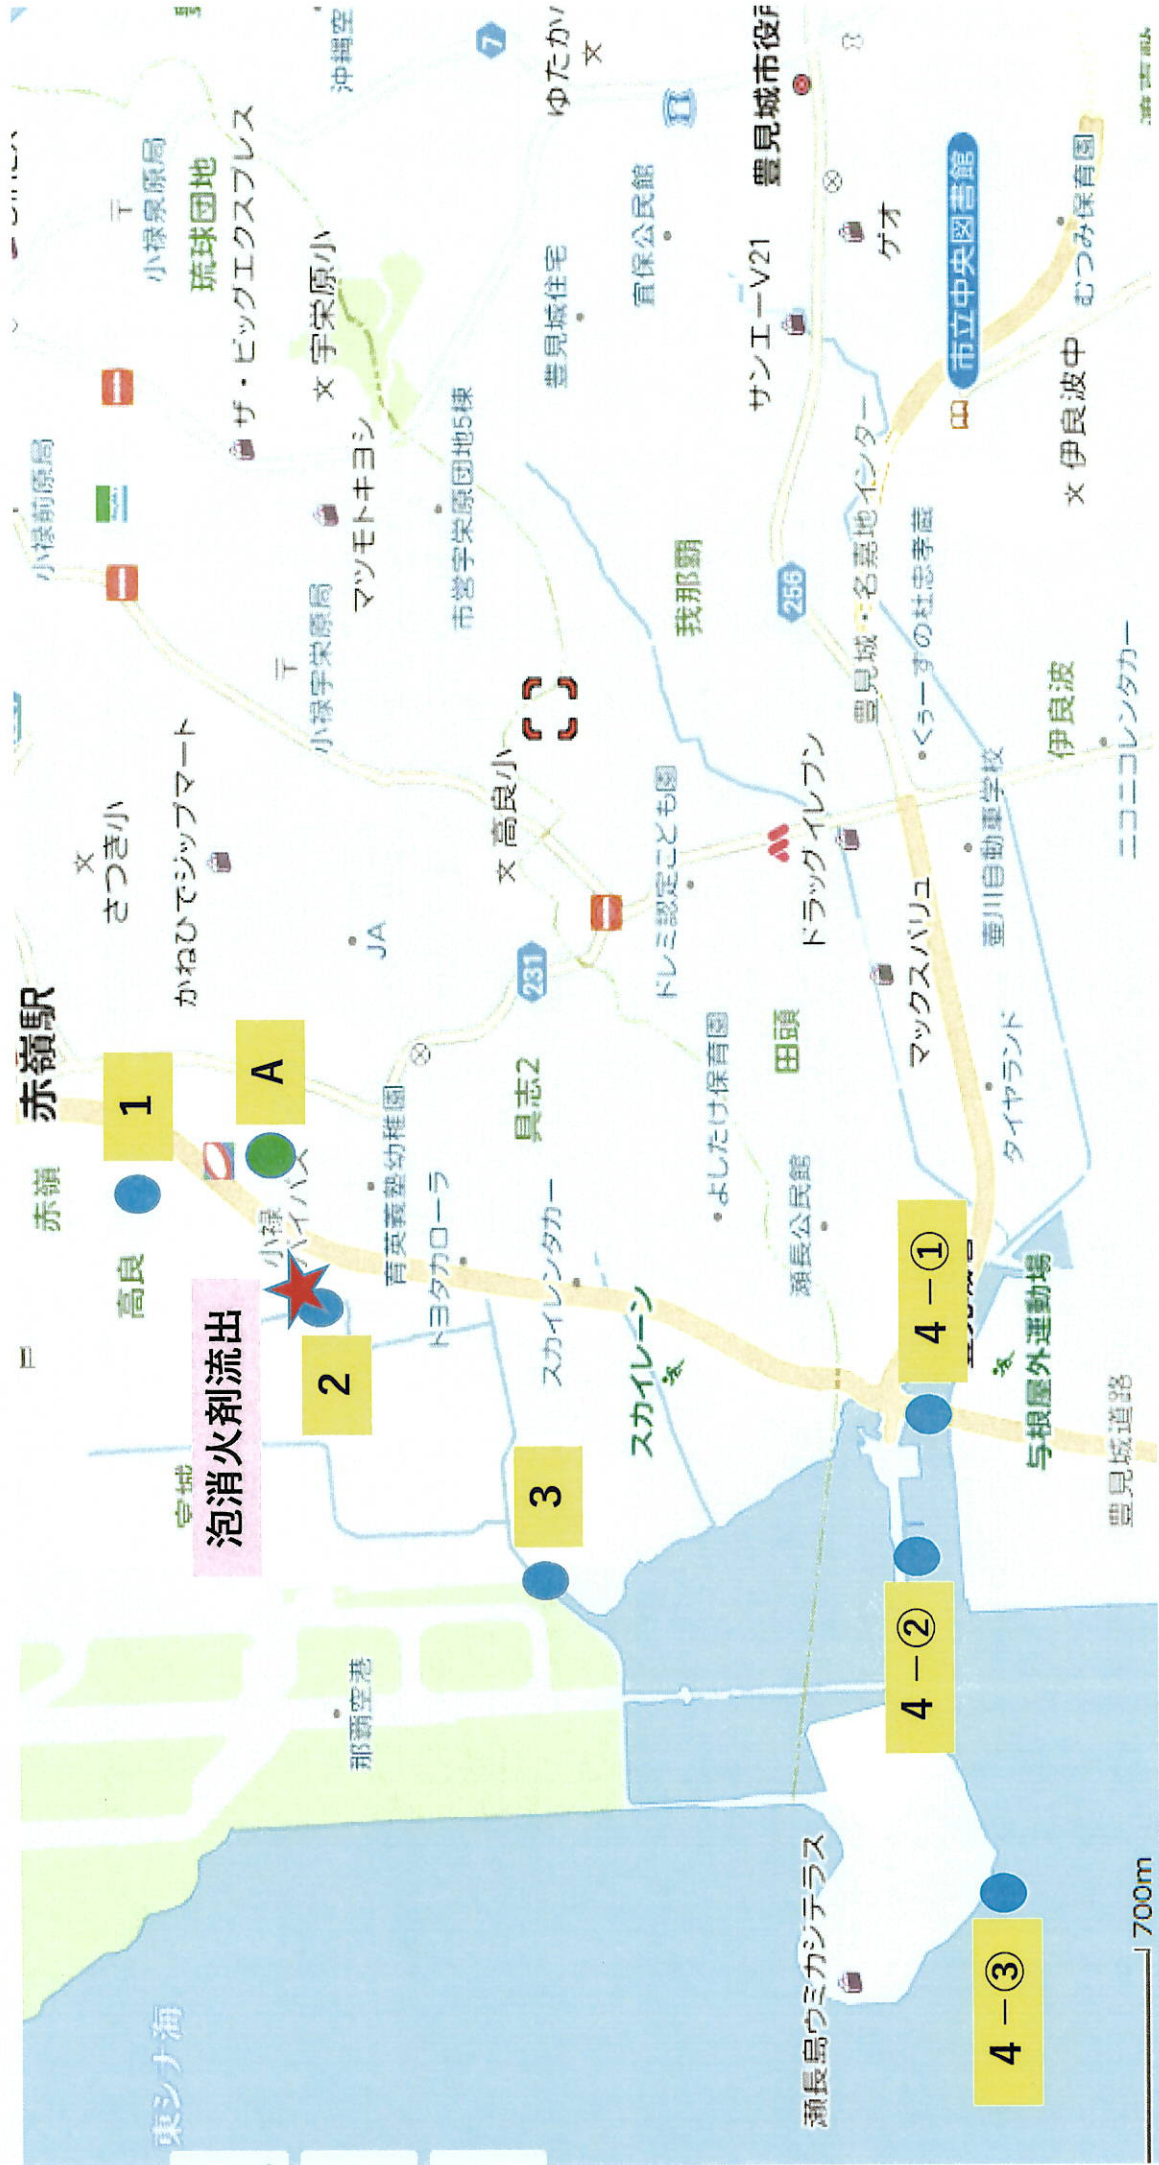 東シナ海
那覇空港
瀬長島ウミカジテラス
700m
4－③
4－②
4－①
3
2
泡消火剤流出
1
A
赤嶺駅
赤嶺
高良
宮城
小禄
バイパス
さつき小
かねひでジップマート
JA
小禄前原局
小禄宇栄原局
小禄泉原局
琉球団地
ザ・ビッグエクスプレス
宇栄原小
マツモトキヨシ
市営宇栄原団地5棟
高良小
231
具志2
育英義塾幼稚園
トヨタカローラ
スカイレンタカー
スカイレーン
よしたけ保育園
瀬長公民館
田頭
ドレミ認定こども園
ドラッグイレブン
マックスバリュ
タイヤランド
壷川自動車学校
与根屋外運動場
豊見城道路
我那覇
256
豊見城・名嘉地インター
くぅーすの杜忠孝蔵
伊良波
ニコニコレンタカー
伊良波中
市立中央図書館
むつみ保育園
ゲオ
サンエーV21
豊見城市役所
宜保公民館
豊見城住宅
ゆたか
7
沖縄空